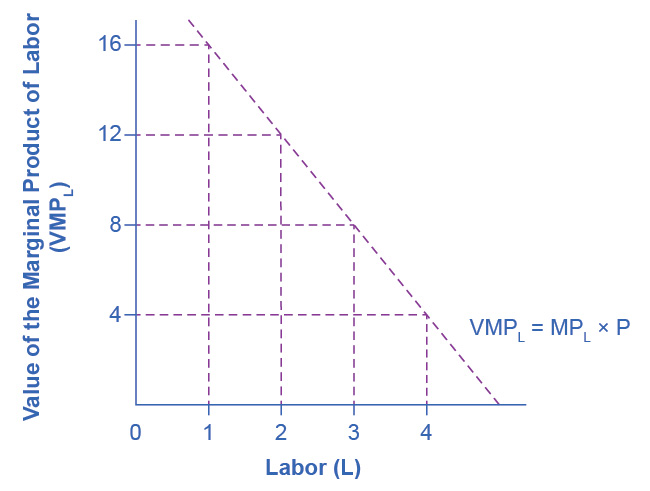 Value of the Marginal Product of Labor
(VMPL)
16
12
8
4
VMPL = MPL × P
0 1 2 3 4
Labor (L)